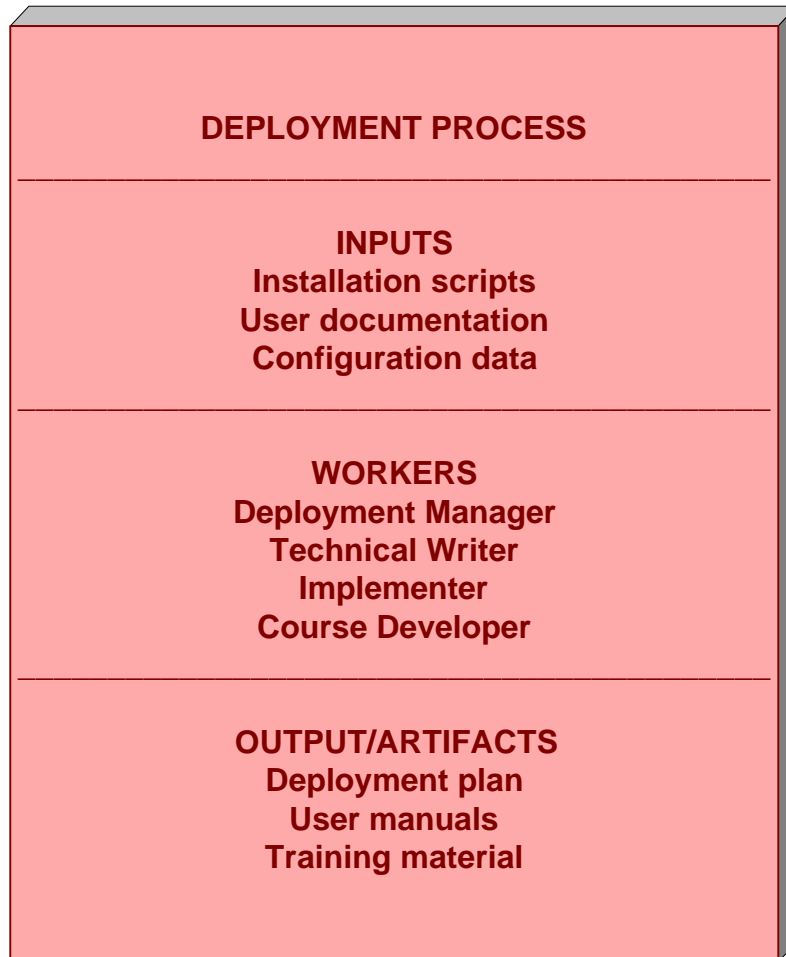 DEPLOYMENT PROCESS
INPUTS
Installation scripts
User documentation
Configuration data
WORKERS
Deployment Manager
Technical Writer
Implementer
Course Developer
OUTPUT/ARTIFACTS
Deployment plan
User manuals
Training material